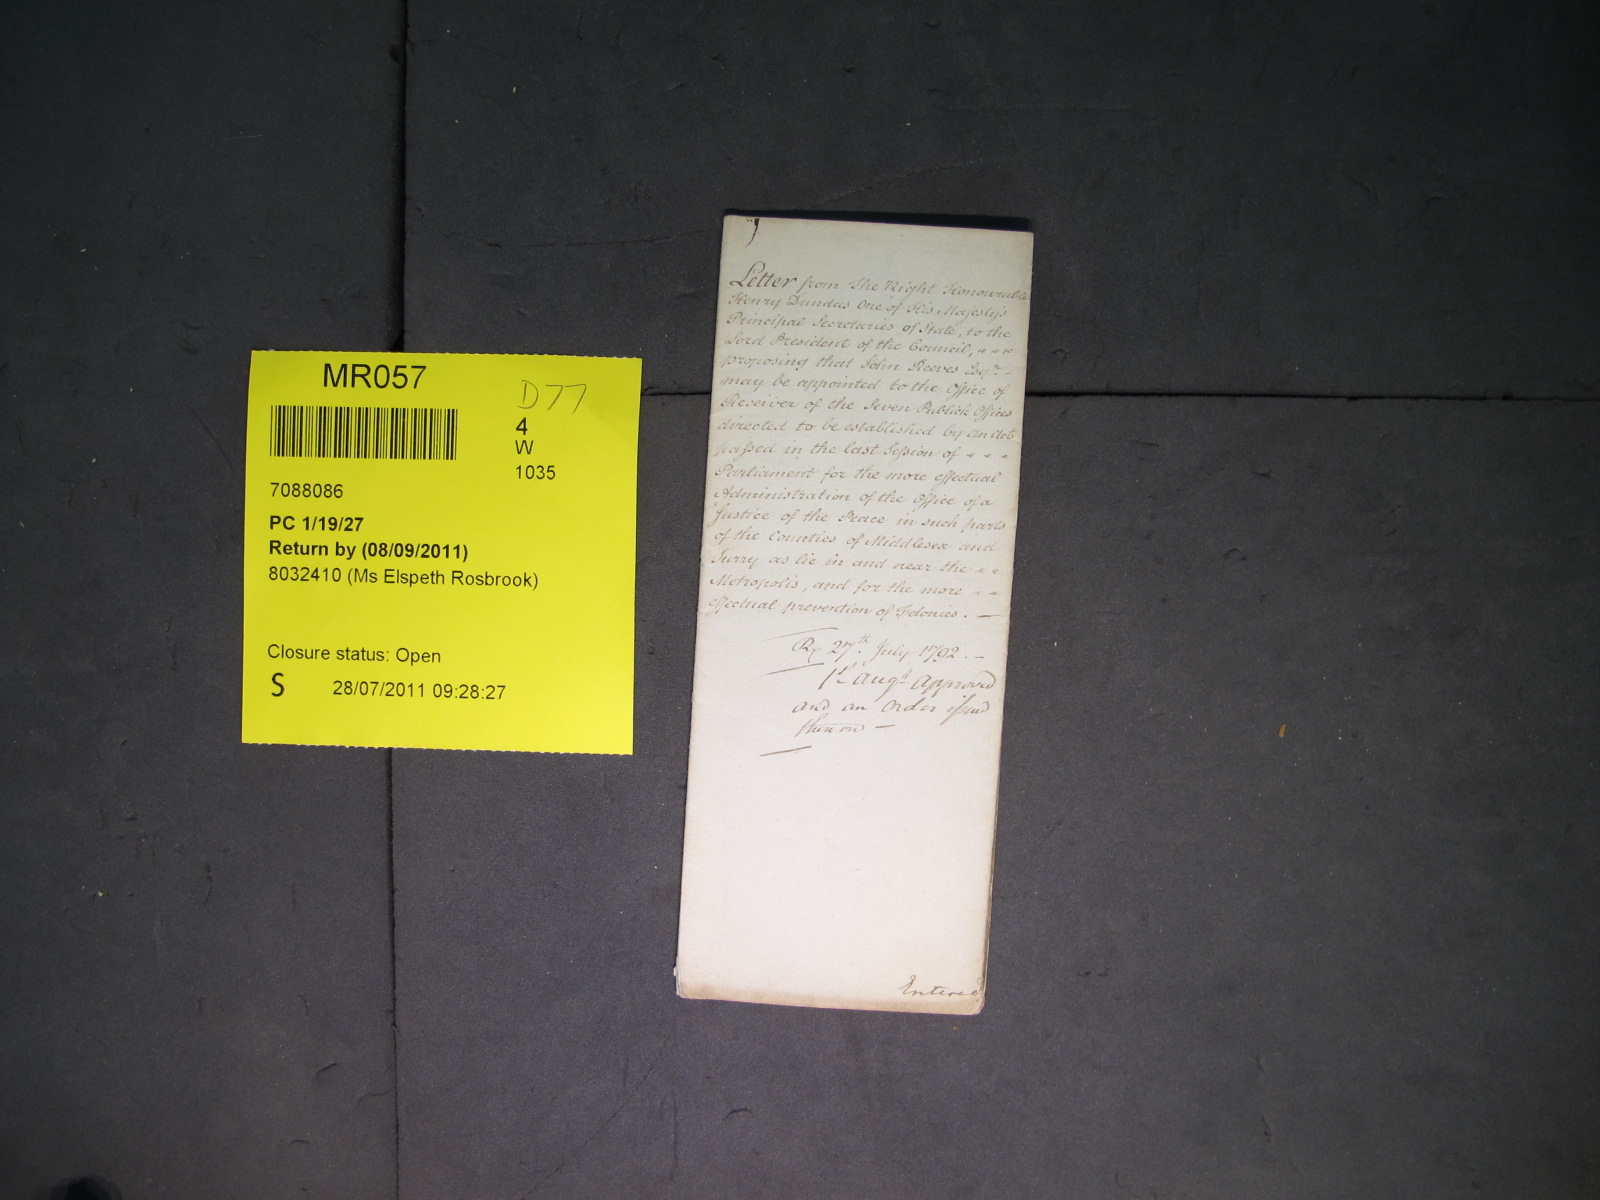 MR057
D77
4
W
1035
7088086
PC 1/19/27
Return by (08/09/2011)
8032410 (Ms Elspeth Rosbrook)
Closure status: Open
S 28/07/2011 09:28:27
Letter from The Right Honourable
Henry Dundas One of His Majesty's
Principal Secretaries of State, to the
Lord President of the Council, " " "
proposing that John Reeves Esqr. -
may be appointed to the Office of
Receiver of the Seven Publick Offices
directed to be established by an Act
passed in the last Session of " " "
Parliament for the more effectual
Administration of the Office of a
Justice of the Peace in such parts
of the Counties of Middlesex and
Surry as lie in and near the " "
Metropolis, and for the more " "
effectual prevention of Felonies. —
Rx 27th. July 1792. —
1st augt. approved
and an Order issued
thereon —
Entered